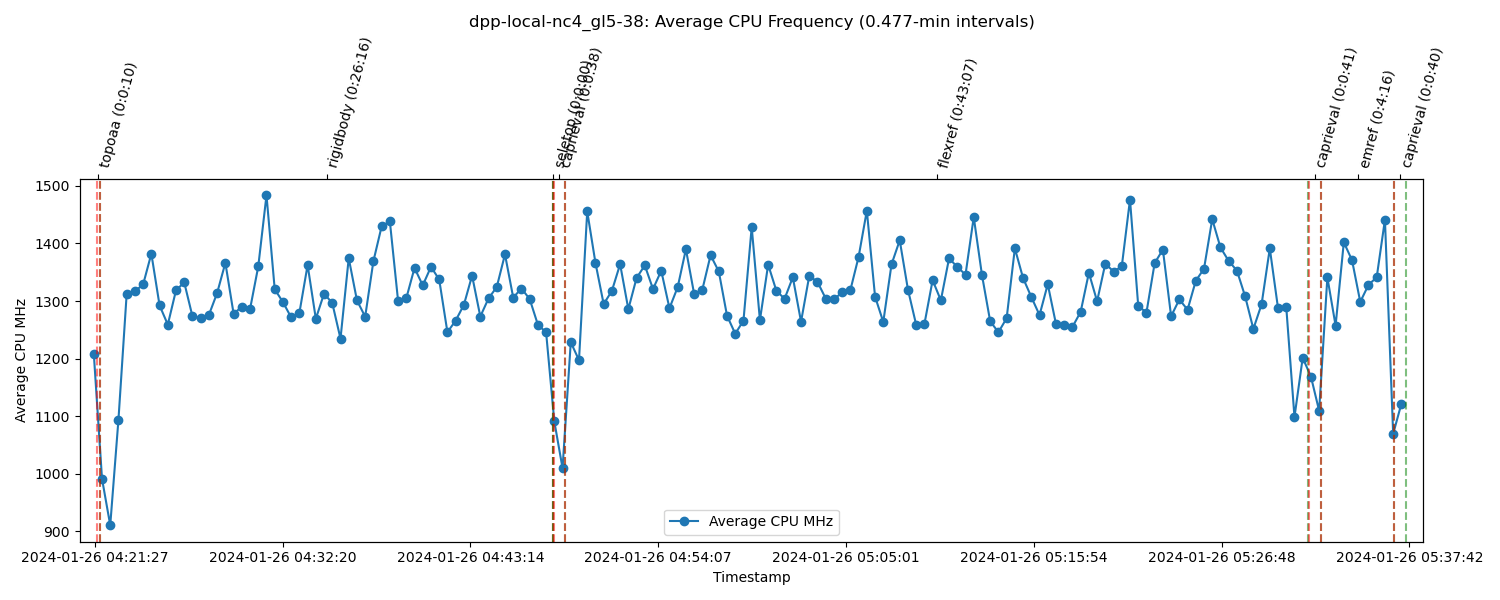 dpp-local-nc4_gl5-38: Average CPU Frequency (0.477-min intervals)
topoaa (0:0:10)
rigidbody (0:26:16)
seletop (0:0:00)
caprieval (0:0:38)
flexref (0:43:07)
caprieval (0:0:41)
emref (0:4:16)
caprieval (0:0:40)
Average CPU MHz
1500
1400
1300
1200
1100
1000
900
Average CPU MHz
2024-01-26 04:21:27
2024-01-26 04:32:20
2024-01-26 04:43:14
2024-01-26 04:54:07
2024-01-26 05:05:01
2024-01-26 05:15:54
2024-01-26 05:26:48
2024-01-26 05:37:42
Timestamp